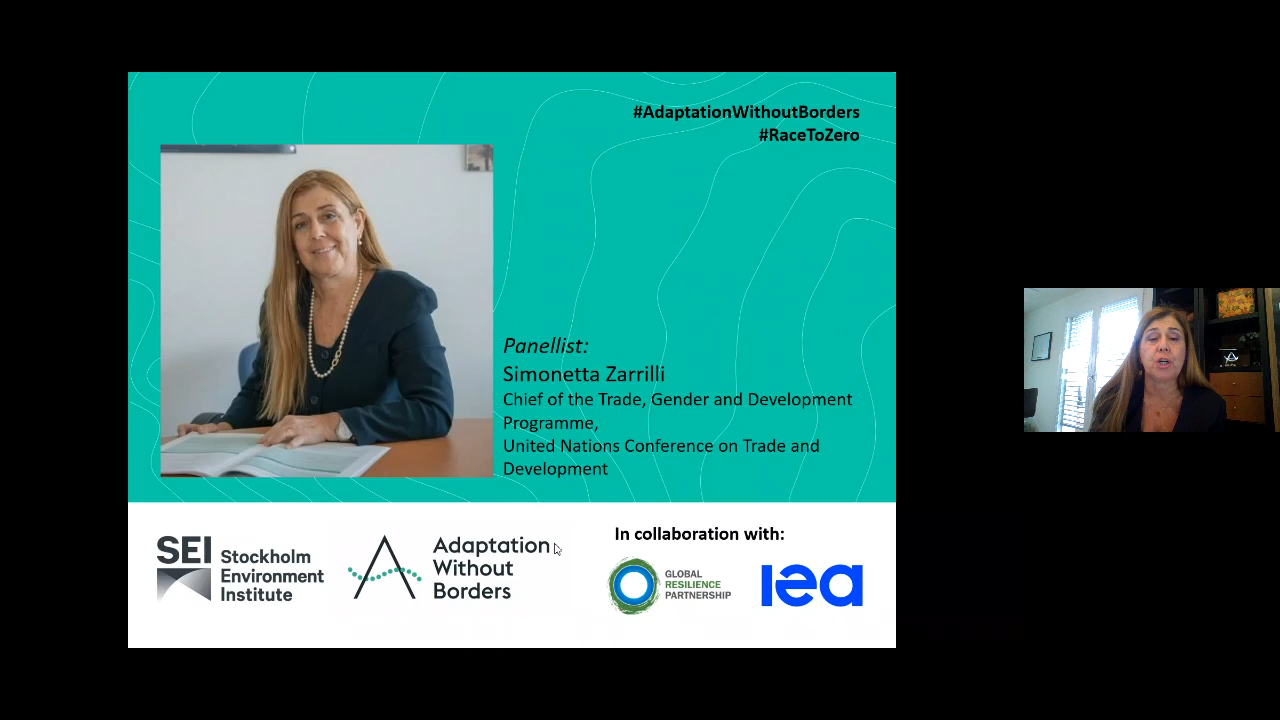 #AdaptationWithoutBorders
#RaceToZero
Panellist:
Simonetta Zarrilli
Chief of the Trade, Gender and Development
Programme,
United Nations Conference on Trade and
Development
SEI Stockholm
Environment
Institute
Adaptation
Without
Borders
In collaboration with:
GLOBAL
RESILIENCE
PARTNERSHIP
iea